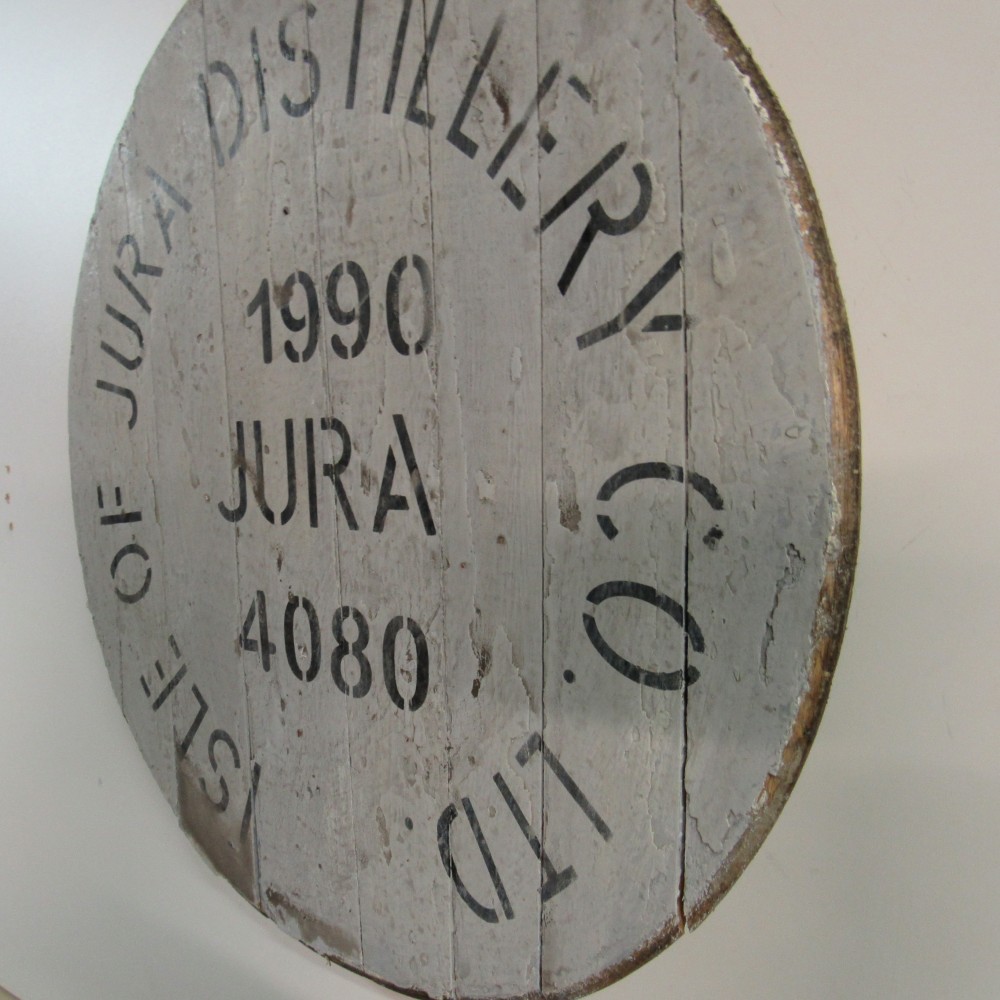 ISLE OF JURA DISTILLERY CO. LTD.
1990
JURA
4080